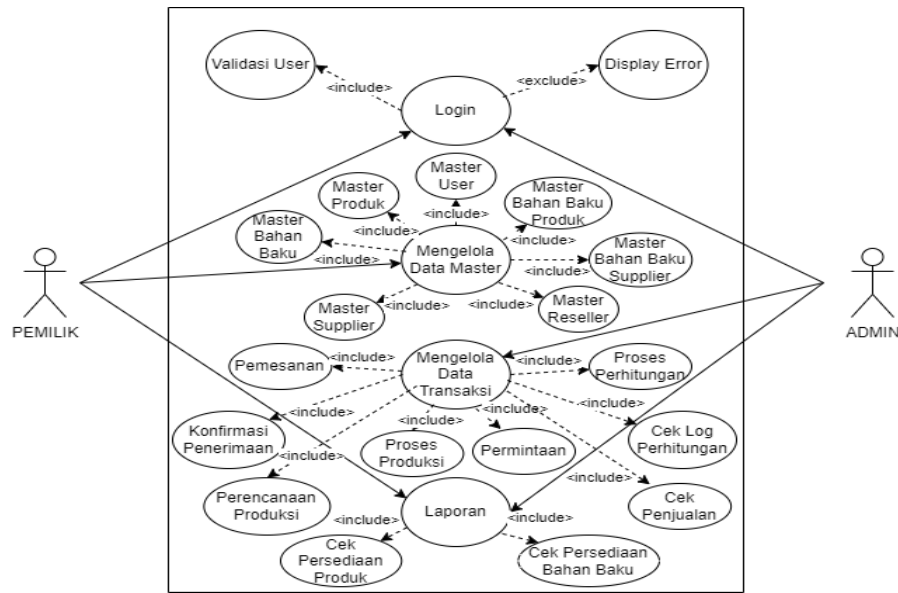 Validasi User
Display Error
<include>
<exclude>
Login
Master
User
Master
Produk
Master
Bahan Baku
Produk
<include>
<include>
Master
Bahan
Baku
<include>
<include>
Mengelola
Data Master
Master
Bahan Baku
Supplier
<include>
<include>
<include>
Master
Supplier
Master
Reseller
PEMILIK
ADMIN
Pemesanan
<include>
Mengelola
Data
Transaksi
<include>
Proses
Perhitungan
<include>
<include>
<include>
<include>
Konfirmasi
Penerimaan
Proses
Produksi
Permintaan
Cek Log
Perhitungan
<include>
<include>
Perencanaan
Produksi
Cek
Penjualan
Laporan
<include>
<include>
Cek
Persediaan
Produk
Cek Persediaan
Bahan Baku